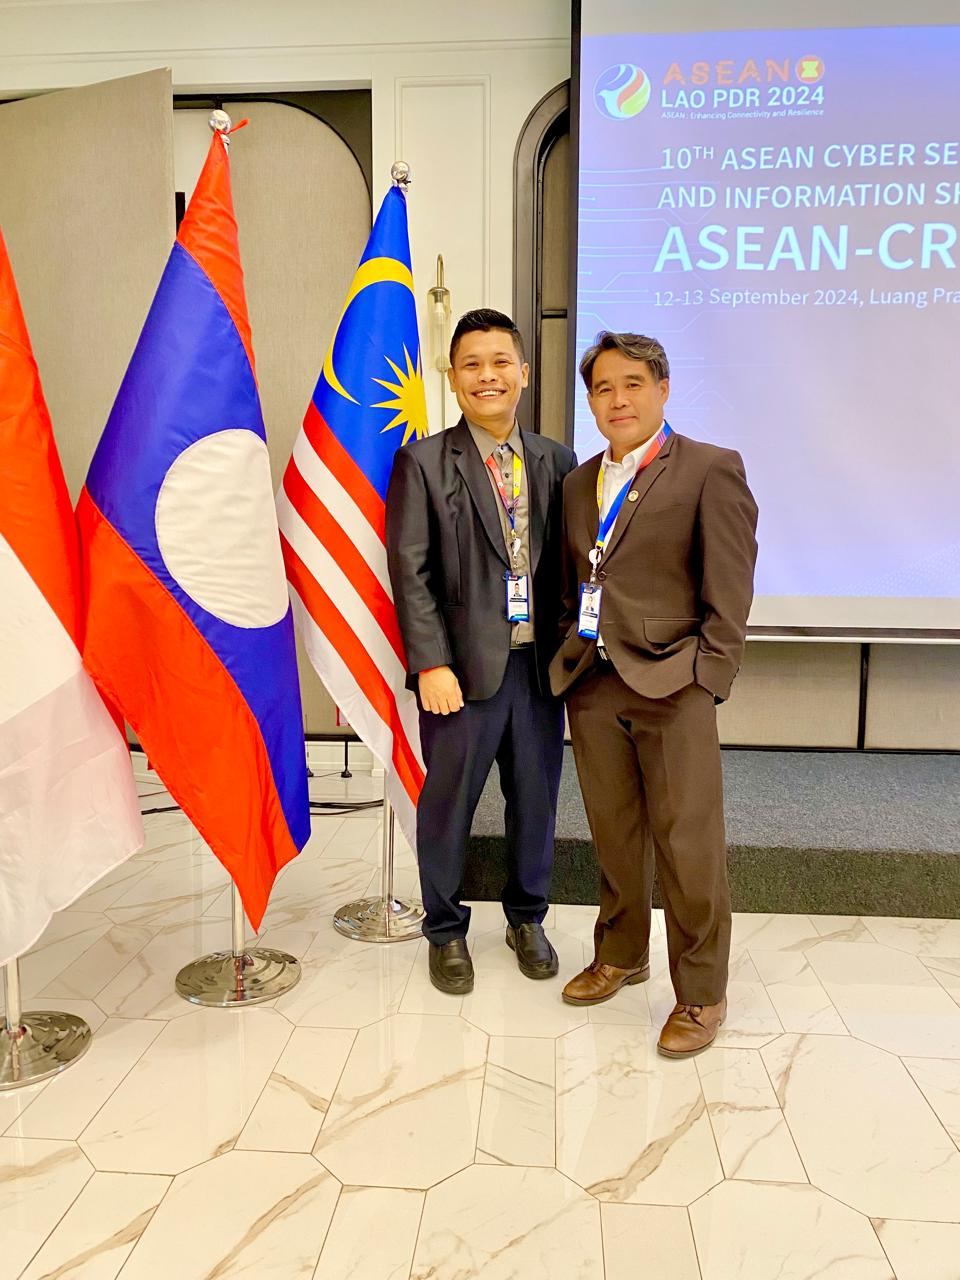 ASEAN
LAO PDR 2024
ASEAN : Enhancing Connectivity and Resilience
10TH ASEAN CYBER SE
AND INFORMATION SH
ASEAN-CR
12-13 September 2024, Luang Pra